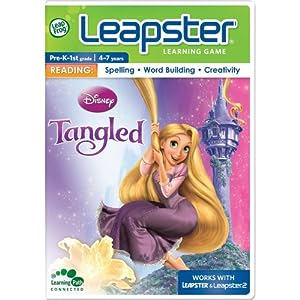 LeapFrog
Leapster
LEARNING GAME
Pre-K-1st grade | 4-7 years
READING: Spelling • Word Building • Creativity
Disney
Tangled
Learning Path
CONNECTED
WORKS WITH
LEAPSTER & Leapster2